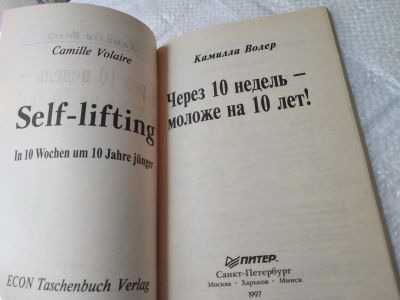 Camille Volaire
Self-lifting
In 10 Wochen um 10 Jahre jünger
ECON Taschenbuch Verlag
Камилла Волер
Через 10 недель –
моложе на 10 лет!
ПИТЕР
Санкт-Петербург
Москва • Харьков • Минск
1997